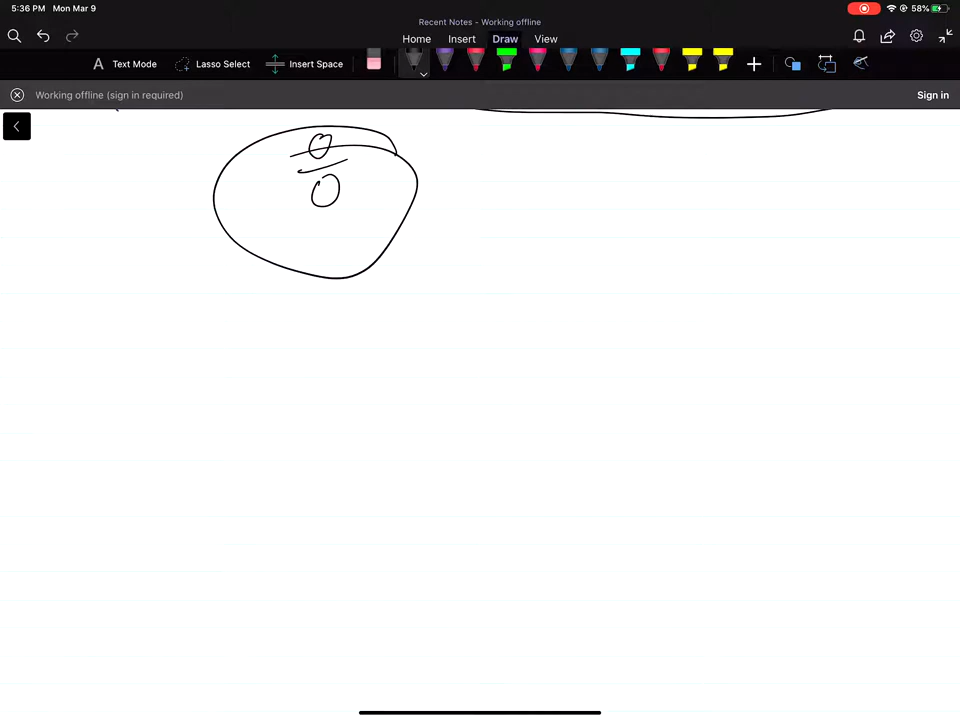 5:36 PM Mon Mar 9
58%
Recent Notes - Working offline
Home Insert Draw View
Text Mode Lasso Select Insert Space
Working offline (sign in required) Sign in
0
0